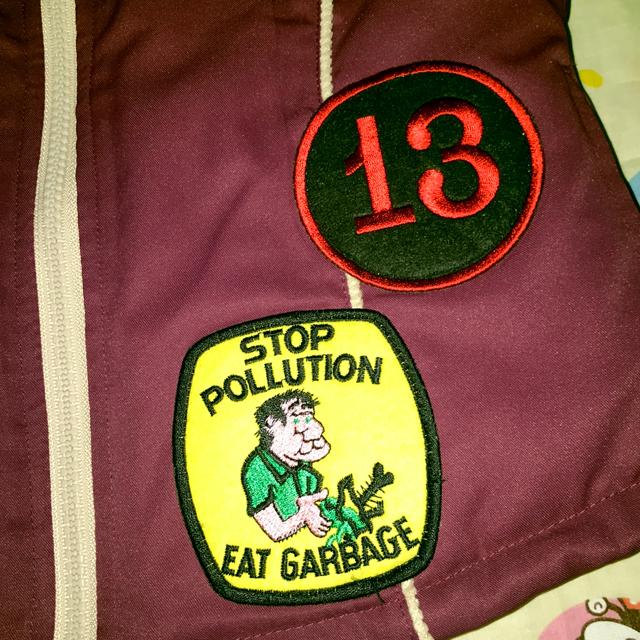 13
STOP
POLLUTION
EAT GARBAGE